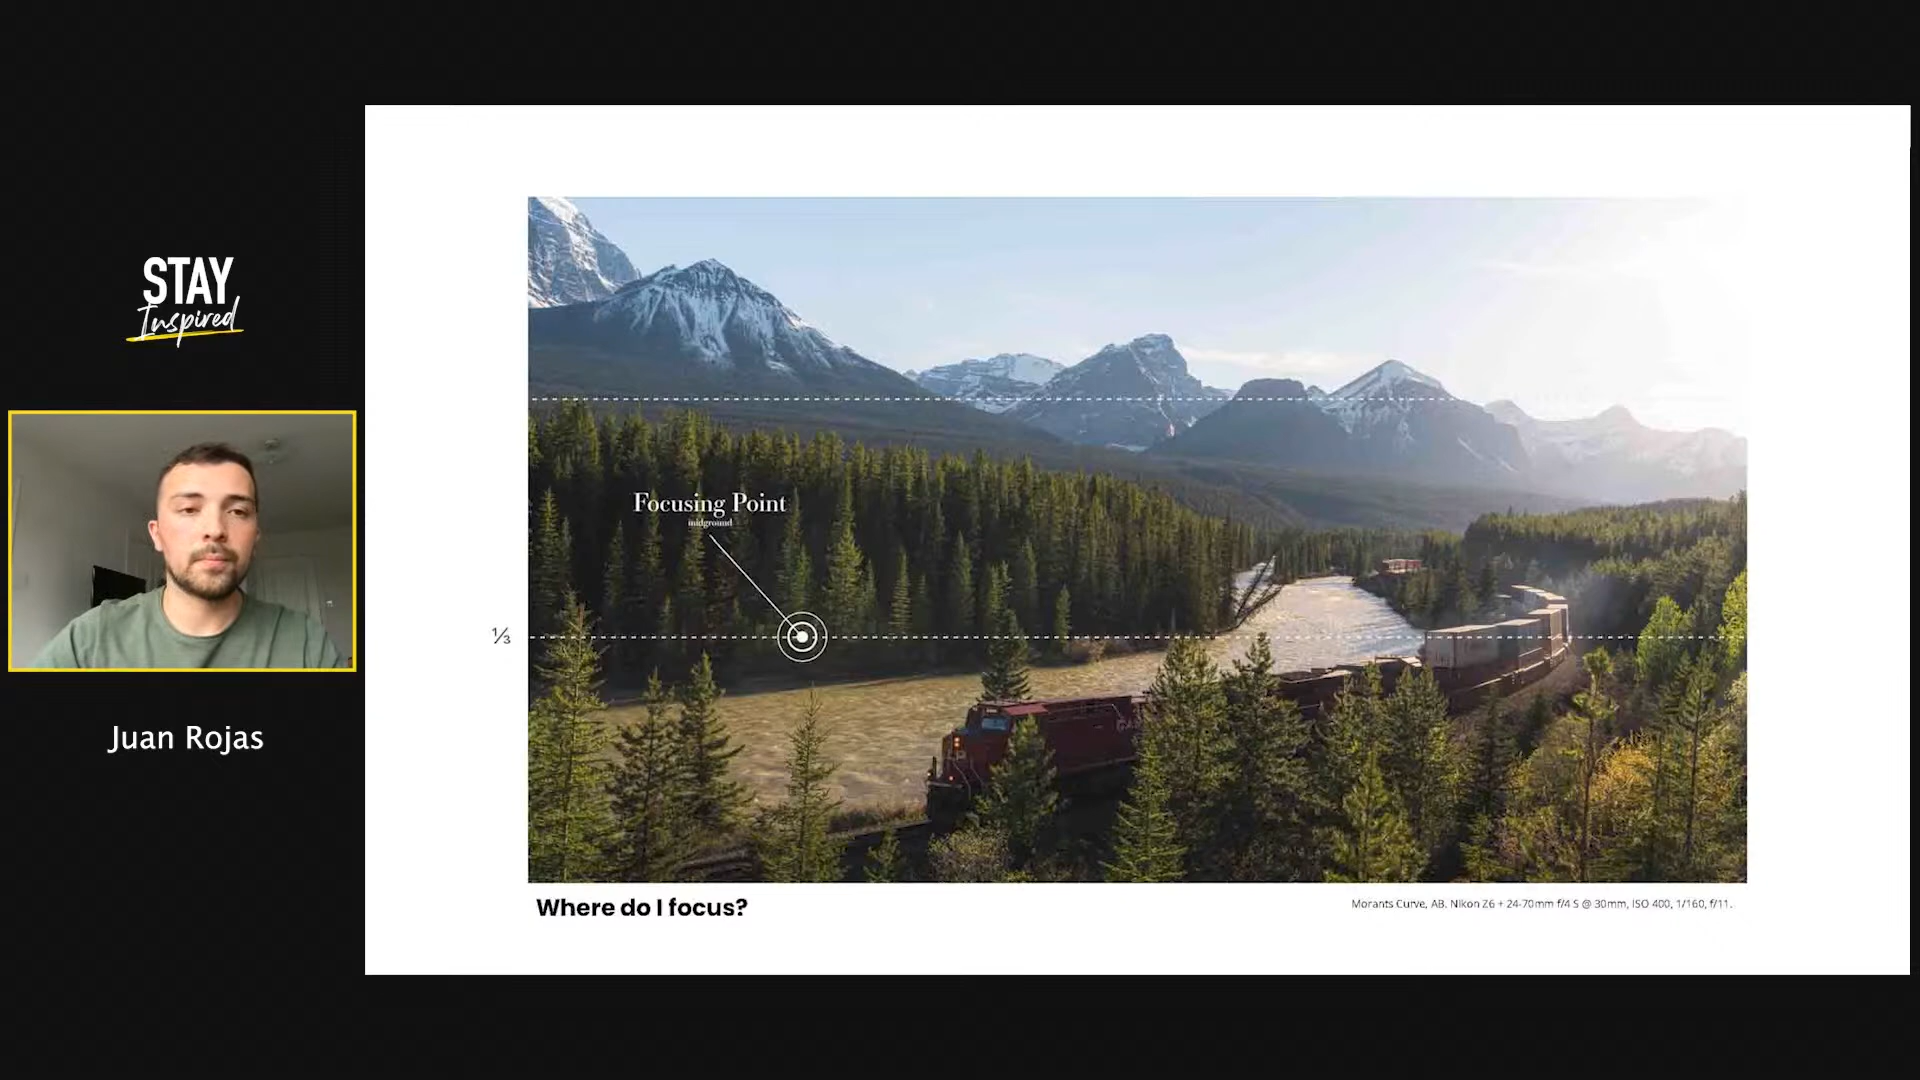 STAY
Inspired
Juan Rojas
Focusing Point
midground
⅓
Where do I focus?
Morants Curve, AB. Nikon Z6 + 24-70mm f/4 S @ 30mm, ISO 400, 1/160, f/11.